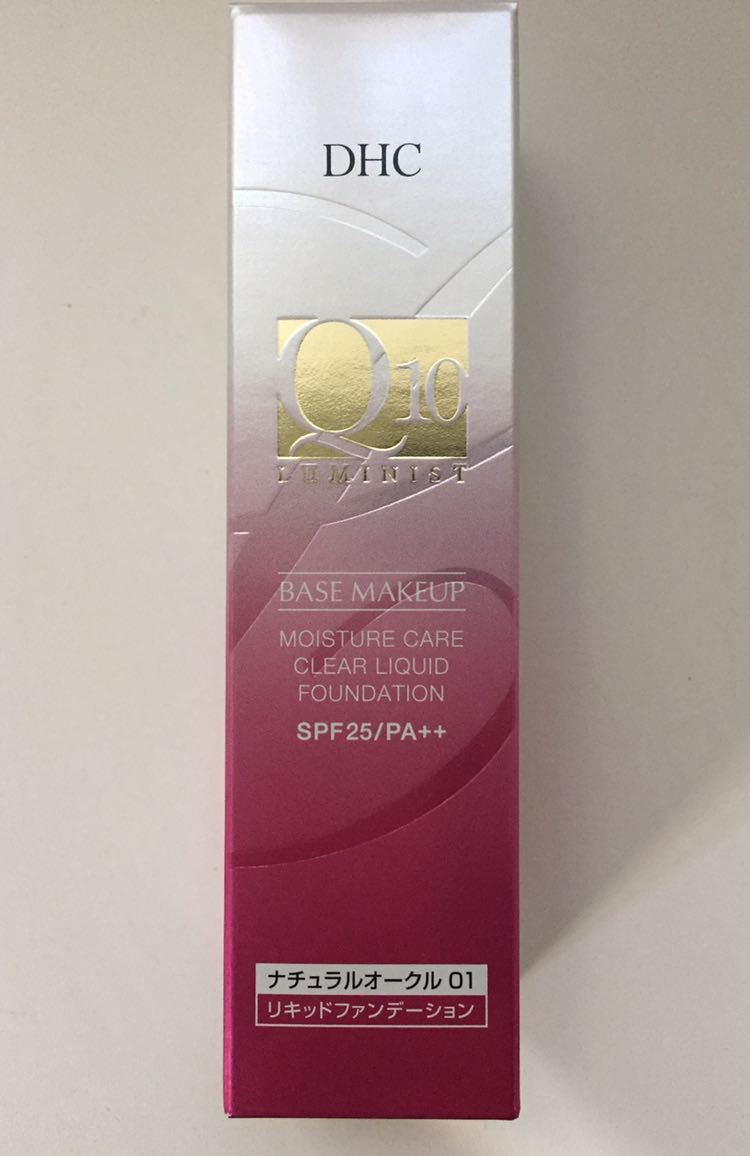 DHC
Q10
LUMINIST
BASE MAKEUP
MOISTURE CARE
CLEAR LIQUID
FOUNDATION
SPF25/PA++
ナチュラルオークル 01
リキッドファンデーション